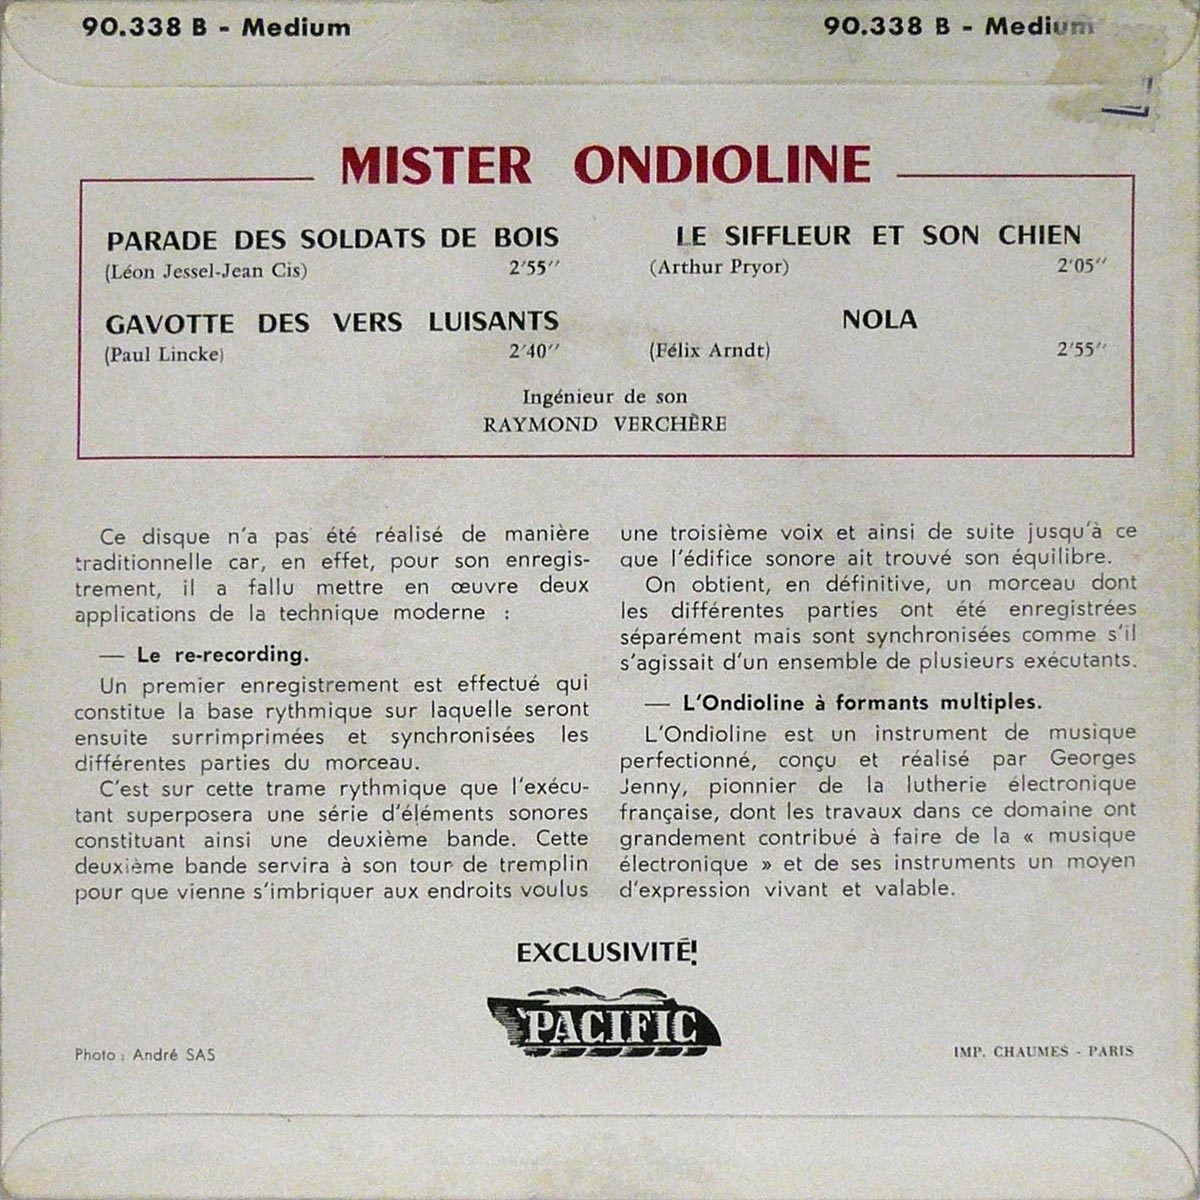 90.338 B - Medium
90.338 B - Medium
MISTER ONDIOLINE
PARADE DES SOLDATS DE BOIS
(Léon Jessel-Jean Cis) 2'55''
GAVOTTE DES VERS LUISANTS
(Paul Lincke) 2'40''
LE SIFFLEUR ET SON CHIEN
(Arthur Pryor) 2'05''
NOLA
(Félix Arndt) 2'55''
Ingénieur de son
RAYMOND VERCHÈRE
Ce disque n'a pas été réalisé de manière
traditionnelle car, en effet, pour son enregis-
trement, il a fallu mettre en œuvre deux
applications de la technique moderne :
— Le re-recording.
Un premier enregistrement est effectué qui
constitue la base rythmique sur laquelle seront
ensuite surrimprimées et synchronisées les
différentes parties du morceau.
C'est sur cette trame rythmique que l'exécu-
tant superposera une série d'éléments sonores
constituant ainsi une deuxième bande. Cette
deuxième bande servira à son tour de tremplin
pour que vienne s'imbriquer aux endroits voulus
une troisième voix et ainsi de suite jusqu'à ce
que l'édifice sonore ait trouvé son équilibre.
On obtient, en définitive, un morceau dont
les différentes parties ont été enregistrées
séparément mais sont synchronisées comme s'il
s'agissait d'un ensemble de plusieurs exécutants.
— L'Ondioline à formants multiples.
L'Ondioline est un instrument de musique
perfectionné, conçu et réalisé par Georges
Jenny, pionnier de la lutherie électronique
française, dont les travaux dans ce domaine ont
grandement contribué à faire de la « musique
électronique » et de ses instruments un moyen
d'expression vivant et valable.
EXCLUSIVITÉ!
PACIFIC
Photo : André SAS
IMP. CHAUMES - PARIS